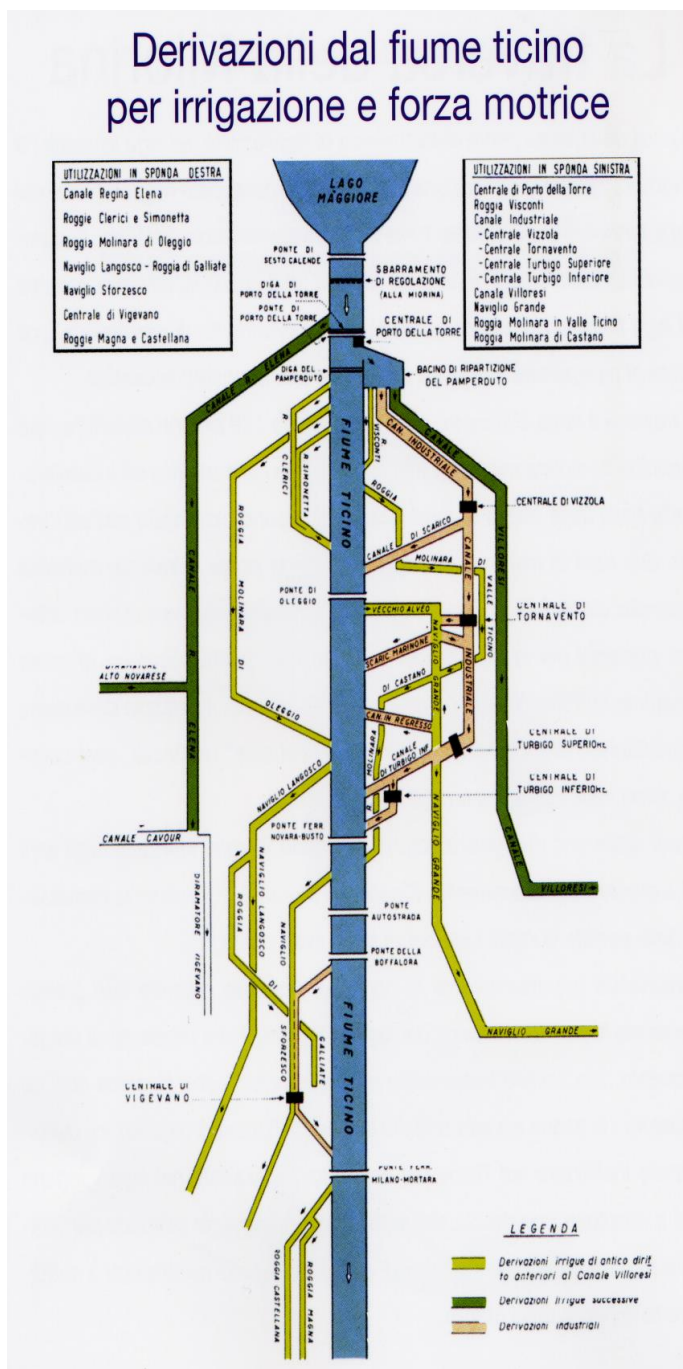 Derivazioni dal fiume ticino
per irrigazione e forza motrice
UTILIZZAZIONI IN SPONDA DESTRA
Canale Regina Elena
Roggie Clerici e Simonetta
Roggia Molinara di Oleggio
Naviglio Langosco - Roggia di Galliate
Naviglio Sforzesco
Centrale di Vigevano
Roggie Magna e Castellana
UTILIZZAZIONI IN SPONDA SINISTRA
Centrale di Porto della Torre
Roggia Visconti
Canale Industriale
- Centrale Vizzola
- Centrale Tornavento
- Centrale Turbigo Superiore
- Centrale Turbigo Inferiore
Canale Villoresi
Naviglio Grande
Roggia Molinara in Valle Ticino
Roggia Molinara di Castano
LAGO
MAGGIORE
PONTE DI
SESTO CALENDE
SBARRAMENTO
DI REGOLAZIONE
(ALLA MIORINA)
DIGA DI
PORTO DELLA TORRE
PONTE DI
PORTO DELLA TORRE
CENTRALE DI
PORTO DELLA TORRE
DIGA DEL
PAMPERDUTO
BACINO DI RIPARTIZIONE
DEL PAMPERDUTO
CANALE R. ELENA
R. CLERICI
R. SIMONETTA
FIUME TICINO
R. VISCONTI
CAN. INDUSTRIALE
CANALE VILLORESI
CENTRALE DI VIZZOLA
ROGGIA MOLINARA DI VALLE TICINO
CANALE DI SCARICO
CANALE INDUSTRIALE
ROGGIA MOLINARA DI OLEGGIO
CANALE R ELENA
PONTE DI
OLEGGIO
VECCHIO ALVEO
NAVIGLIO GRANDE
CENTRALE DI
TORNAVENTO
SCARIC. MARINONE
R. MOLINARA DI CASTANO
CAN. IN REGRESSO
DIRAMATORE
ALTO NOVARESE
CENTRALE DI
TURBIGO SUPERIORE
CANALE
DI TURBIGO INF.
CENTRALE DI
TURBIGO INFERIORE
NAVIGLIO LANGOSCO
PONTE FERR.
NOVARA-BUSTO
CANALE CAVOUR
DIRAMATORE VIGEVANO
NAVIGLIO LANGOSCO
ROGGIA DI GALLIATE
NAVIGLIO SFORZESCO
NAVIGLIO GRANDE
CANALE VILLORESI
PONTE
AUTOSTRADA
PONTE DELLA
BOFFALORA
FIUME TICINO
NAVIGLIO GRANDE
CENTRALE DI
VIGEVANO
PONTE FERR.
MILANO-MORTARA
ROGGIA CASTELLANA
ROGGIA MAGNA
LEGENDA
Derivazioni irrigue di antico dirit
to anteriori al Canale Villoresi
Derivazioni irrigue successive
Derivazioni industriali